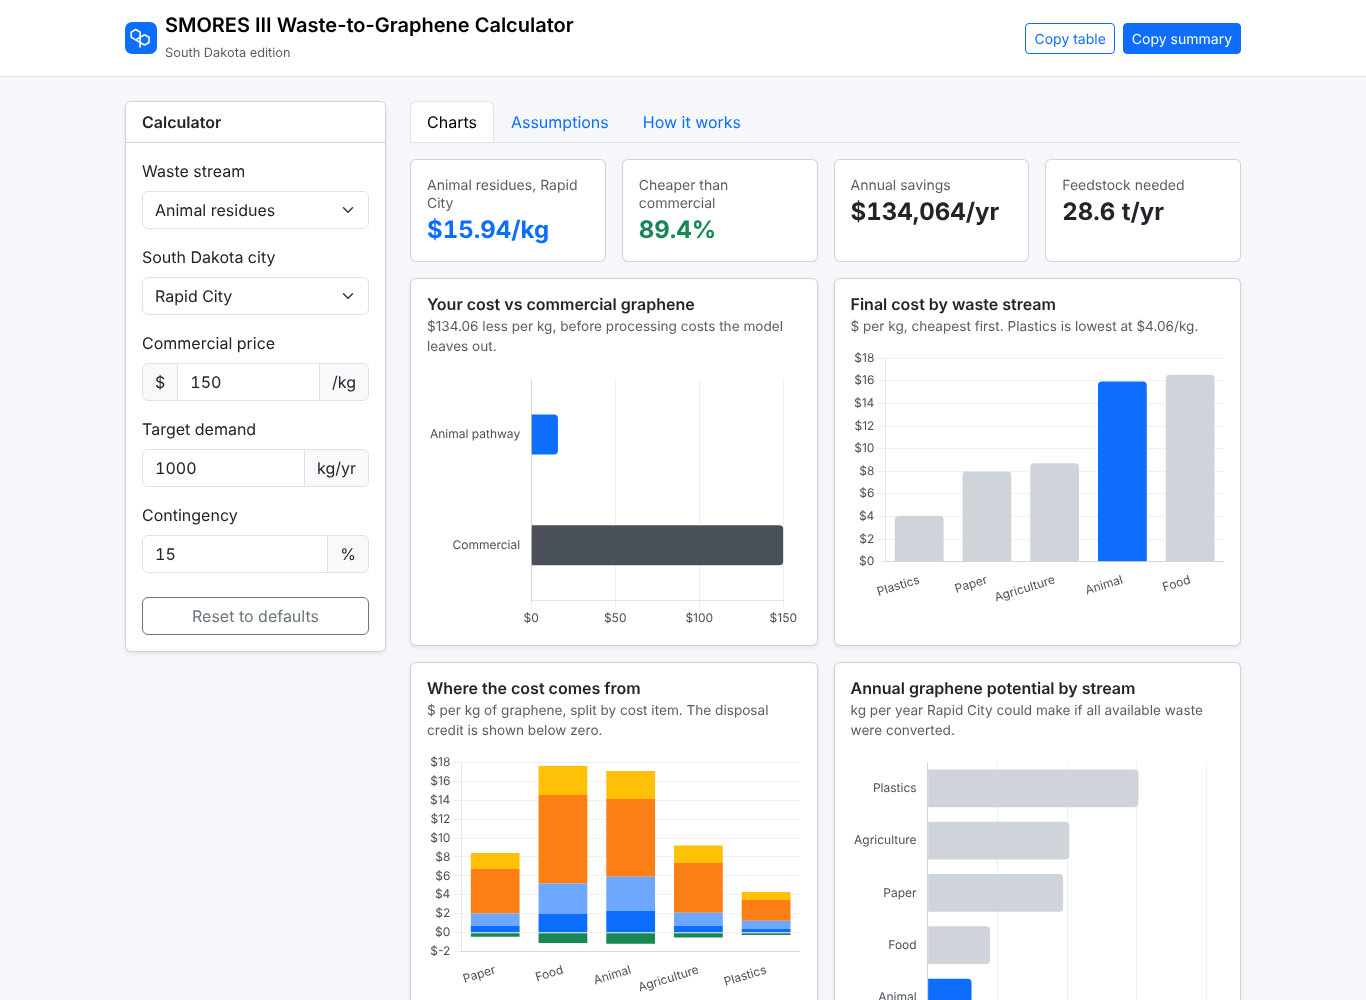 SMORES III Waste-to-Graphene Calculator
South Dakota edition
Copy table
Copy summary
Calculator
Waste stream
Animal residues
South Dakota city
Rapid City
Commercial price
$ 150 /kg
Target demand
1000 kg/yr
Contingency
15 %
Reset to defaults
Charts
Assumptions
How it works
Animal residues, Rapid
City
$15.94/kg
Cheaper than
commercial
89.4%
Annual savings
$134,064/yr
Feedstock needed
28.6 t/yr
Your cost vs commercial graphene
$134.06 less per kg, before processing costs the model
leaves out.
Animal pathway
Commercial
$0 $50 $100 $150
Final cost by waste stream
$ per kg, cheapest first. Plastics is lowest at $4.06/kg.
$18
$16
$14
$12
$10
$8
$6
$4
$2
$0
Plastics Paper Agriculture Animal Food
Where the cost comes from
$ per kg of graphene, split by cost item. The disposal
credit is shown below zero.
$18
$16
$14
$12
$10
$8
$6
$4
$2
$0
$-2
Paper Food Animal Agriculture Plastics
Annual graphene potential by stream
kg per year Rapid City could make if all available waste
were converted.
Plastics
Agriculture
Paper
Food
Animal